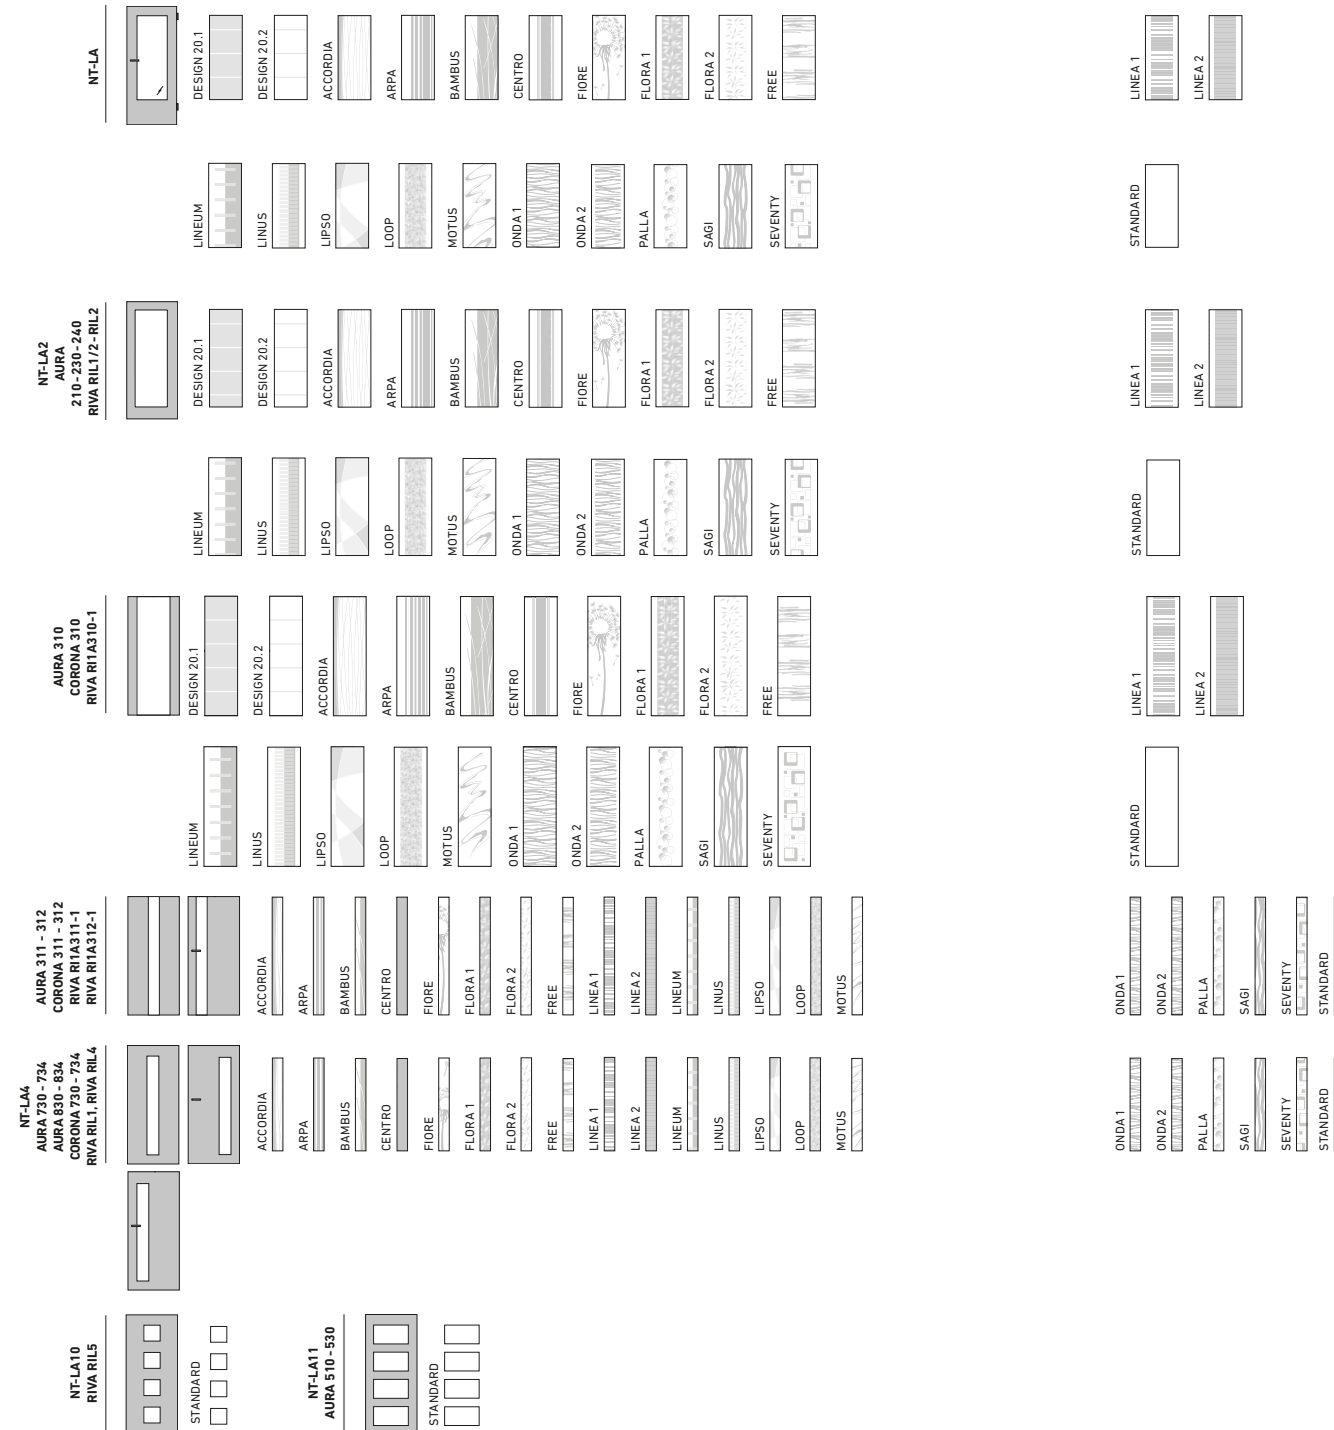 NT-LA
DESIGN 20.1
DESIGN 20.2
ACCORDIA
ARPA
BAMBUS
CENTRO
FIORE
FLORA 1
FLORA 2
FREE
LINEA 1
LINEA 2
LINEUM
LINUS
LIPSO
LOOP
MOTUS
ONDA 1
ONDA 2
PALLA
SAGI
SEVENTY
STANDARD
NT-LA2
AURA
210-230-240
RIVA RIL1/2-RIL2
DESIGN 20.1
DESIGN 20.2
ACCORDIA
ARPA
BAMBUS
CENTRO
FIORE
FLORA 1
FLORA 2
FREE
LINEA 1
LINEA 2
LINEUM
LINUS
LIPSO
LOOP
MOTUS
ONDA 1
ONDA 2
PALLA
SAGI
SEVENTY
STANDARD
AURA 310
CORONA 310
RIVA RI1A310-1
DESIGN 20.1
DESIGN 20.2
ACCORDIA
ARPA
BAMBUS
CENTRO
FIORE
FLORA 1
FLORA 2
FREE
LINEA 1
LINEA 2
LINEUM
LINUS
LIPSO
LOOP
MOTUS
ONDA 1
ONDA 2
PALLA
SAGI
SEVENTY
STANDARD
AURA 311 - 312
CORONA 311 - 312
RIVA RI1A311-1
RIVA RI1A312-1
ACCORDIA
ARPA
BAMBUS
CENTRO
FIORE
FLORA 1
FLORA 2
FREE
LINEA 1
LINEA 2
LINEUM
LINUS
LIPSO
LOOP
MOTUS
ONDA 1
ONDA 2
PALLA
SAGI
SEVENTY
STANDARD
NT-LA4
AURA 730 - 734
AURA 830 - 834
CORONA 730 - 734
RIVA RIL1, RIVA RIL4
ACCORDIA
ARPA
BAMBUS
CENTRO
FIORE
FLORA 1
FLORA 2
FREE
LINEA 1
LINEA 2
LINEUM
LINUS
LIPSO
LOOP
MOTUS
ONDA 1
ONDA 2
PALLA
SAGI
SEVENTY
STANDARD
NT-LA10
RIVA RIL5
STANDARD
NT-LA11
AURA 510-530
STANDARD